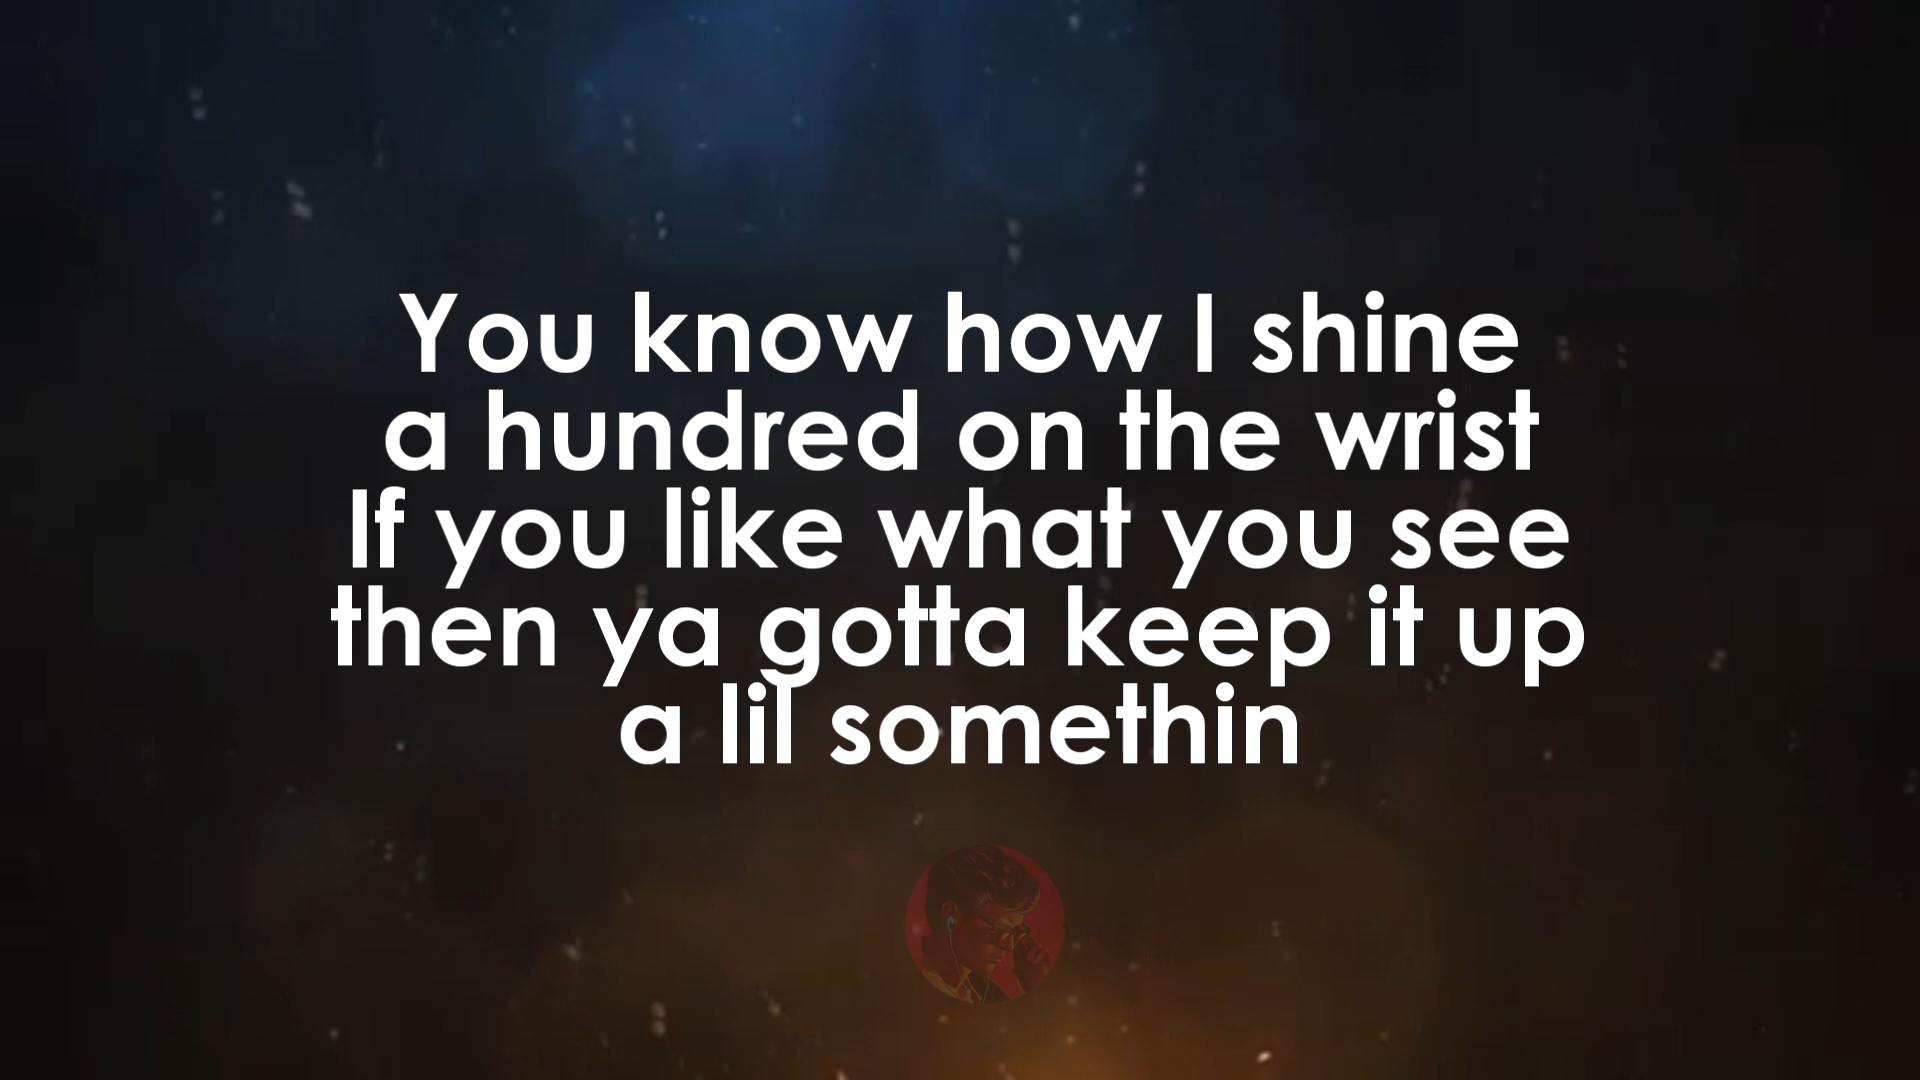 You know how I shine
a hundred on the wrist
If you like what you see
then ya gotta keep it up
a lil somethin